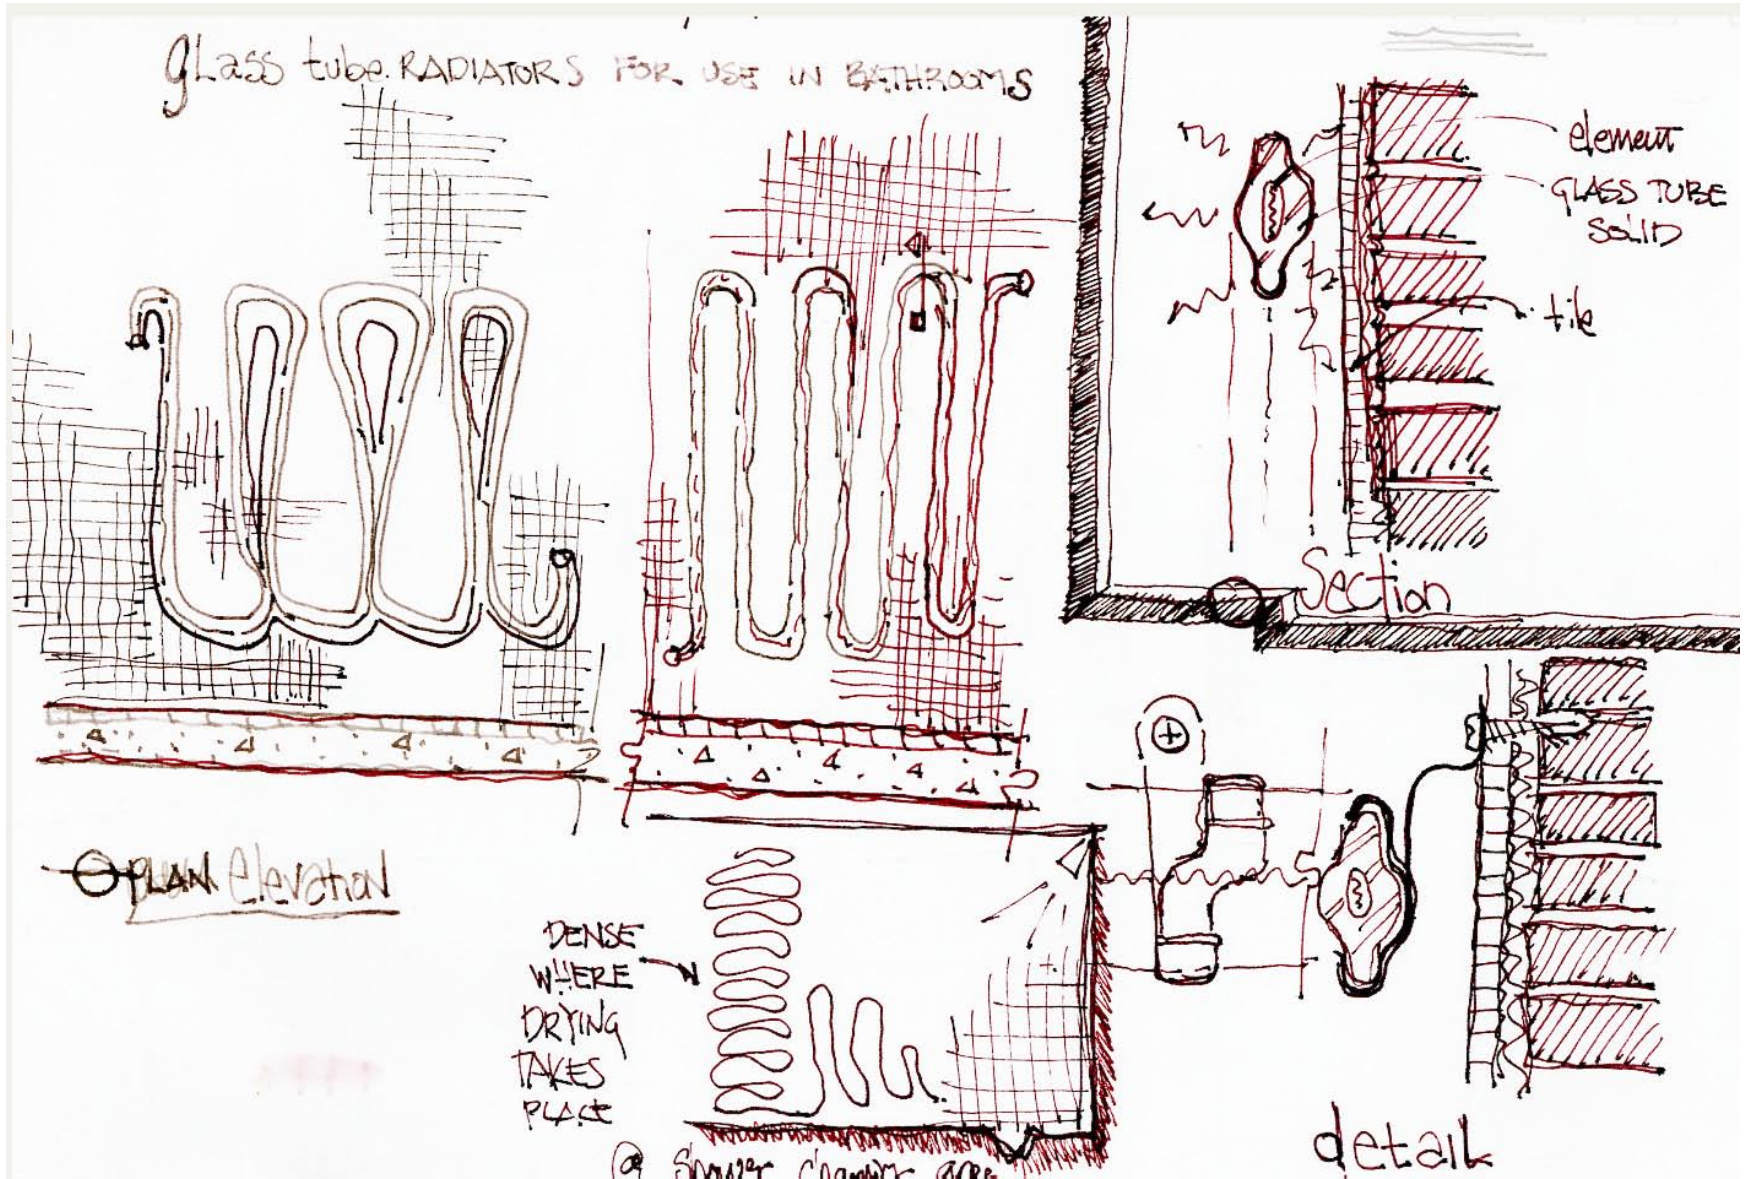 glass tube. RADIATORS FOR USE IN BATHROOMS
element
GLASS TUBE
SOLID
tile
Section
PLAN elevation
DENSE
WHERE
DRYING
TAKES
PLACE
@ Shower
detail